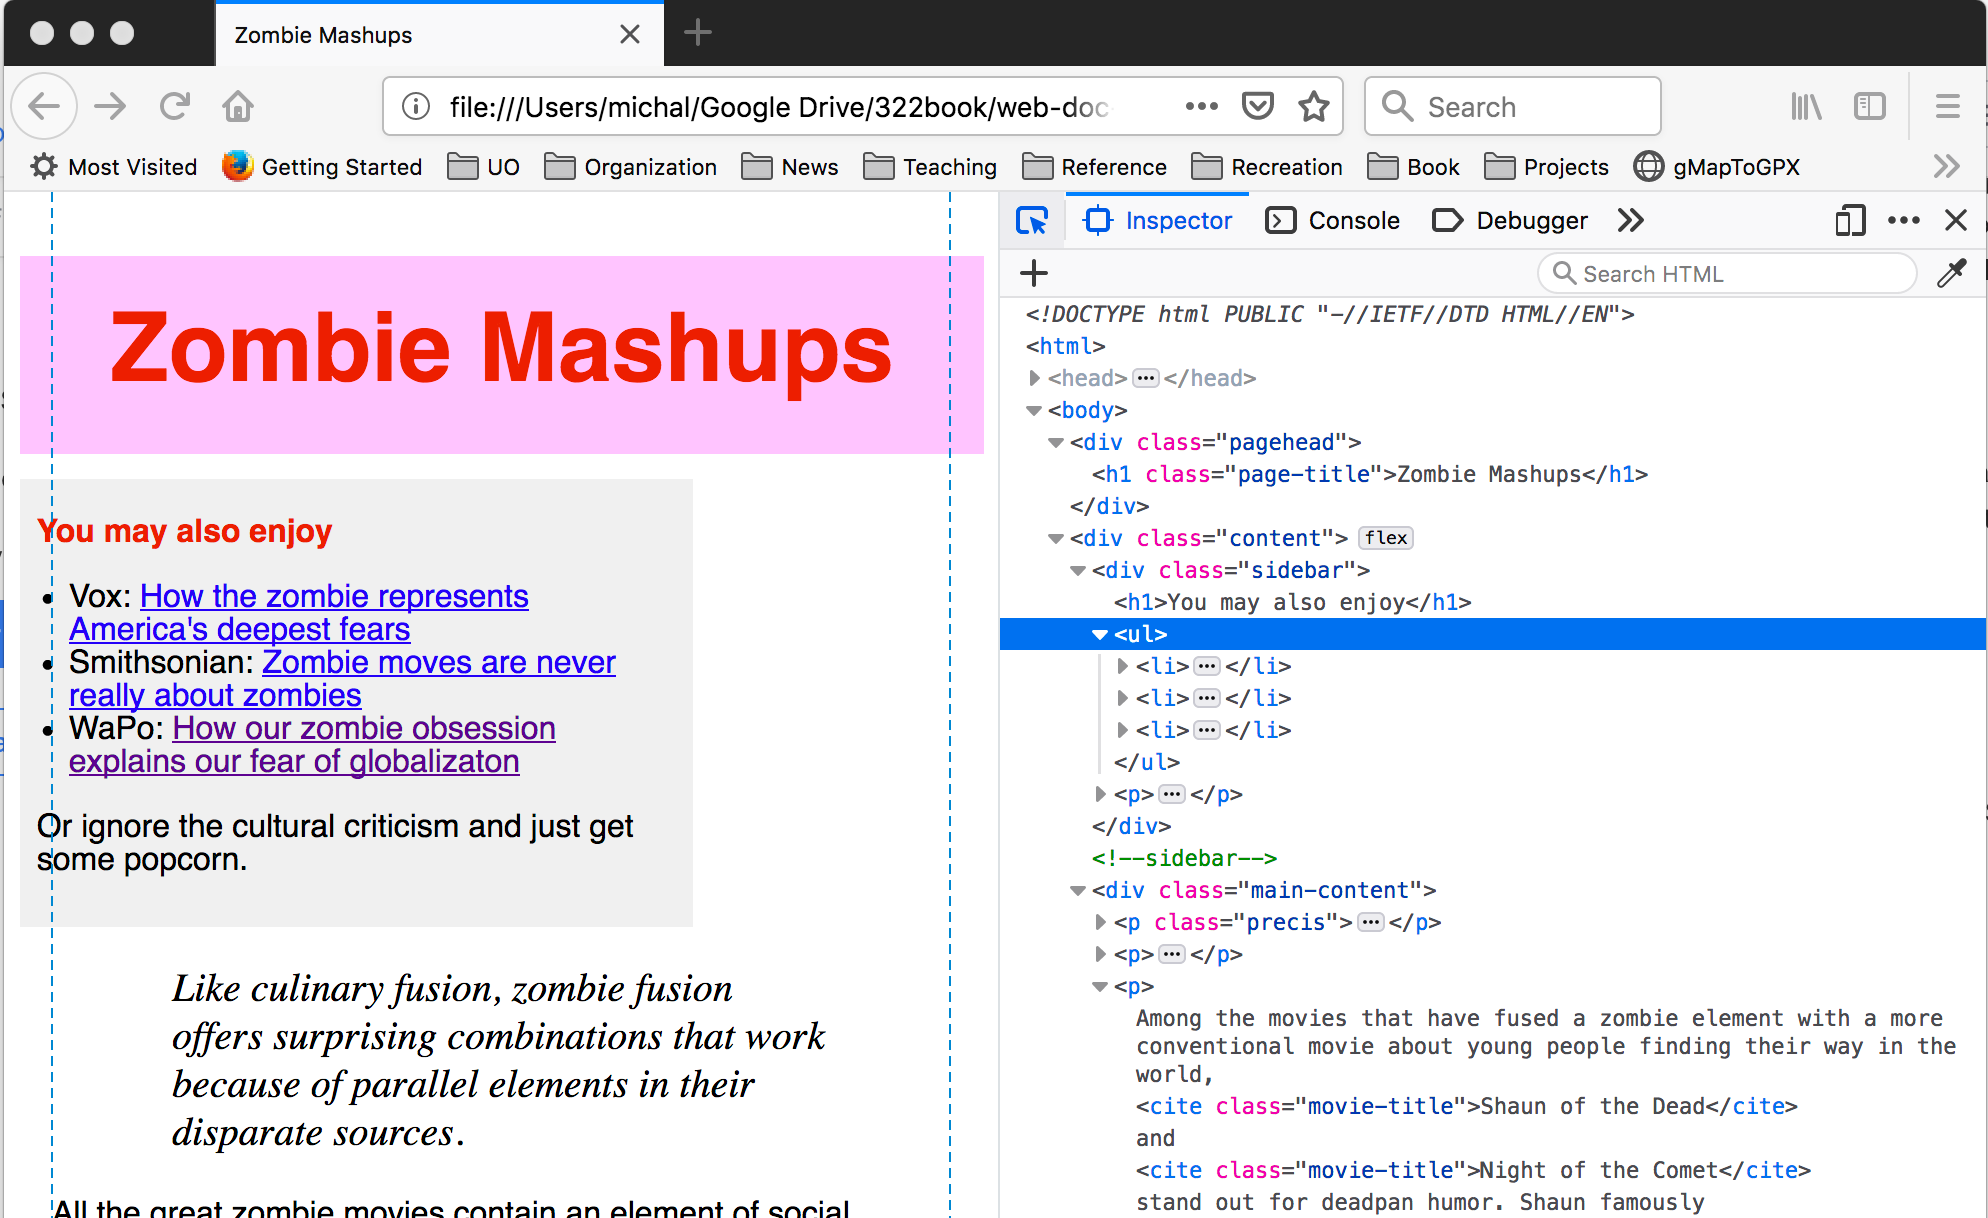 Zombie Mashups
file:///Users/michal/Google Drive/322book/web-doc
Search
Most Visited Getting Started UO Organization News Teaching Reference Recreation Book Projects gMapToGPX
Zombie Mashups
You may also enjoy
Vox: How the zombie represents
America's deepest fears
Smithsonian: Zombie moves are never
really about zombies
WaPo: How our zombie obsession
explains our fear of globalizaton
Or ignore the cultural criticism and just get
some popcorn.
Like culinary fusion, zombie fusion
offers surprising combinations that work
because of parallel elements in their
disparate sources.
All the great zombie movies contain an element of social
Inspector Console Debugger
Search HTML
<!DOCTYPE html PUBLIC "-//IETF//DTD HTML//EN">
<html>
<head>⋯</head>
<body>
<div class="pagehead">
<h1 class="page-title">Zombie Mashups</h1>
</div>
<div class="content"> flex
<div class="sidebar">
<h1>You may also enjoy</h1>
<ul>
<li>⋯</li>
<li>⋯</li>
<li>⋯</li>
</ul>
<p>⋯</p>
</div>
<!--sidebar-->
<div class="main-content">
<p class="precis">⋯</p>
<p>⋯</p>
<p>
Among the movies that have fused a zombie element with a more
conventional movie about young people finding their way in the
world,
<cite class="movie-title">Shaun of the Dead</cite>
and
<cite class="movie-title">Night of the Comet</cite>
stand out for deadpan humor. Shaun famously